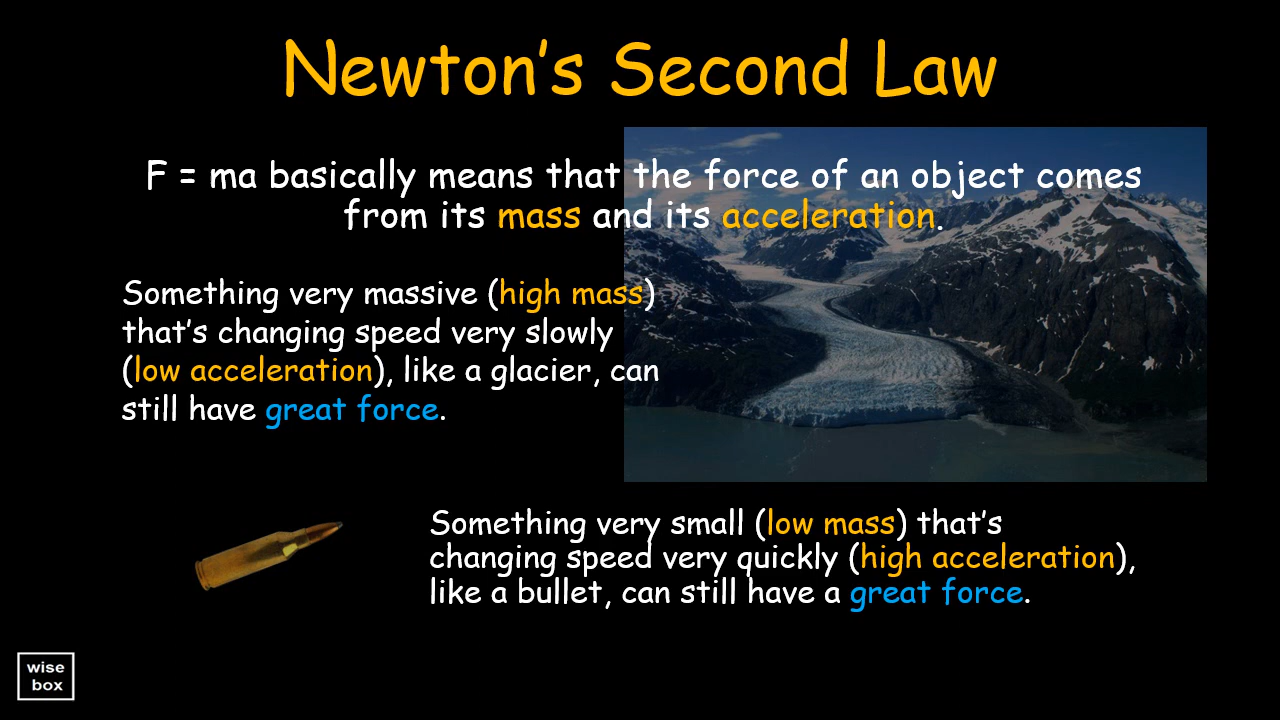 Newton’s Second Law
F = ma basically means that the force of an object comes
from its mass and its acceleration.
Something very massive (high mass)
that’s changing speed very slowly
(low acceleration), like a glacier, can
still have great force.
Something very small (low mass) that’s
changing speed very quickly (high acceleration),
like a bullet, can still have a great force.
wise
box